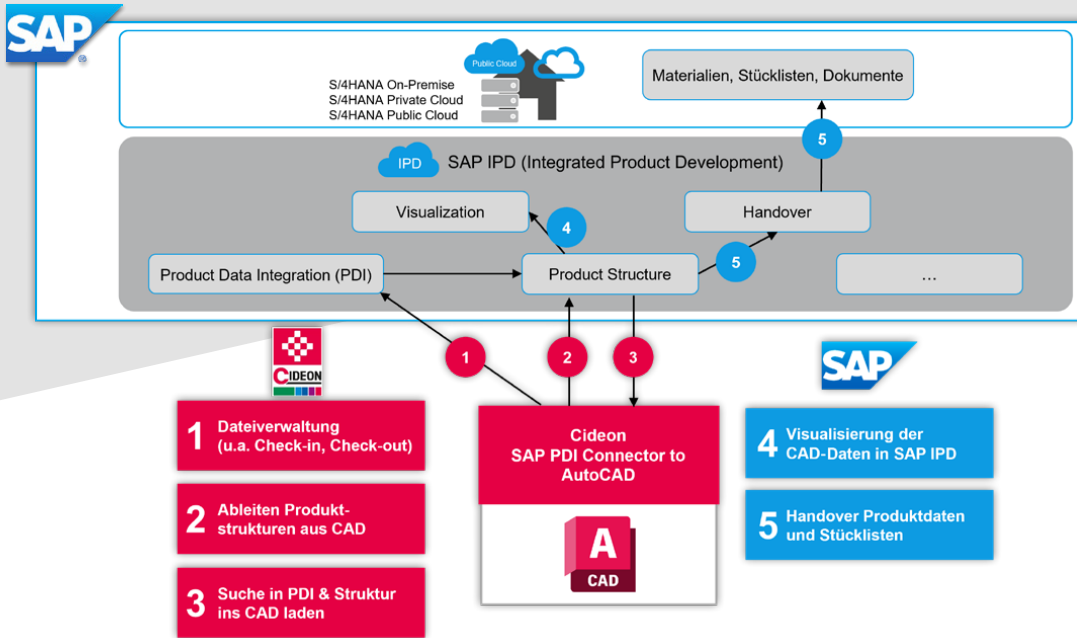 SAP
®
Public Cloud
S/4HANA On-Premise
S/4HANA Private Cloud
S/4HANA Public Cloud
Materialien, Stücklisten, Dokumente
5
IPD
SAP IPD (Integrated Product Development)
Visualization
4
Handover
Product Data Integration (PDI)
Product Structure
5
...
1
2
3
CIDEON
SAP
1
Dateiverwaltung
(u.a. Check-in, Check-out)
2
Ableiten Produkt-
strukturen aus CAD
3
Suche in PDI & Struktur
ins CAD laden
Cideon
SAP PDI Connector to
AutoCAD
A
CAD
4
Visualisierung der
CAD-Daten in SAP IPD
5
Handover Produktdaten
und Stücklisten